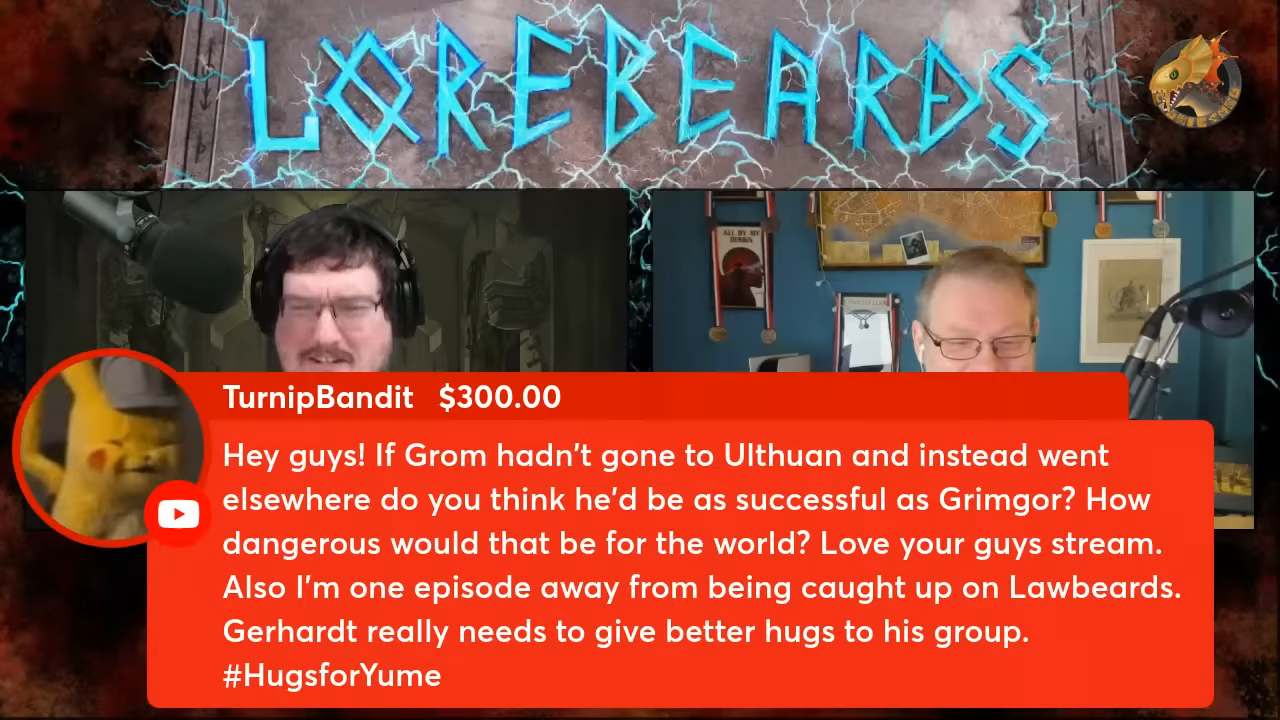 LOREBEARDS
ALL BY MY
DESIGN
TurnipBandit $300.00
Hey guys! If Grom hadn't gone to Ulthuan and instead went
elsewhere do you think he'd be as successful as Grimgor? How
dangerous would that be for the world? Love your guys stream.
Also I'm one episode away from being caught up on Lawbeards.
Gerhardt really needs to give better hugs to his group.
#HugsforYume